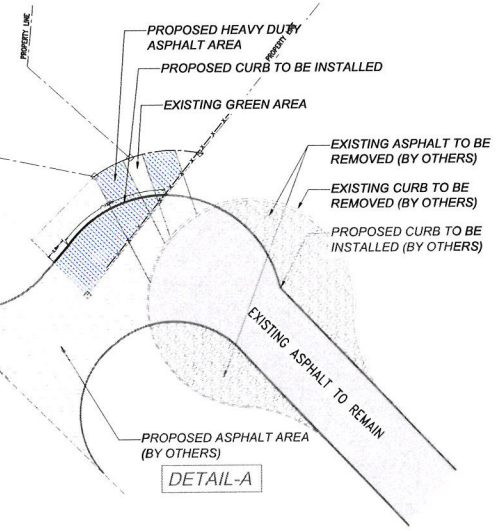 PROPERTY LINE
PROPOSED HEAVY DUTY
ASPHALT AREA
PROPERTY LINE
PROPOSED CURB TO BE INSTALLED
EXISTING GREEN AREA
EXISTING ASPHALT TO BE
REMOVED (BY OTHERS)
EXISTING CURB TO BE
REMOVED (BY OTHERS)
PROPOSED CURB TO BE
INSTALLED (BY OTHERS)
EXISTING ASPHALT TO REMAIN
PROPOSED ASPHALT AREA
(BY OTHERS)
DETAIL-A